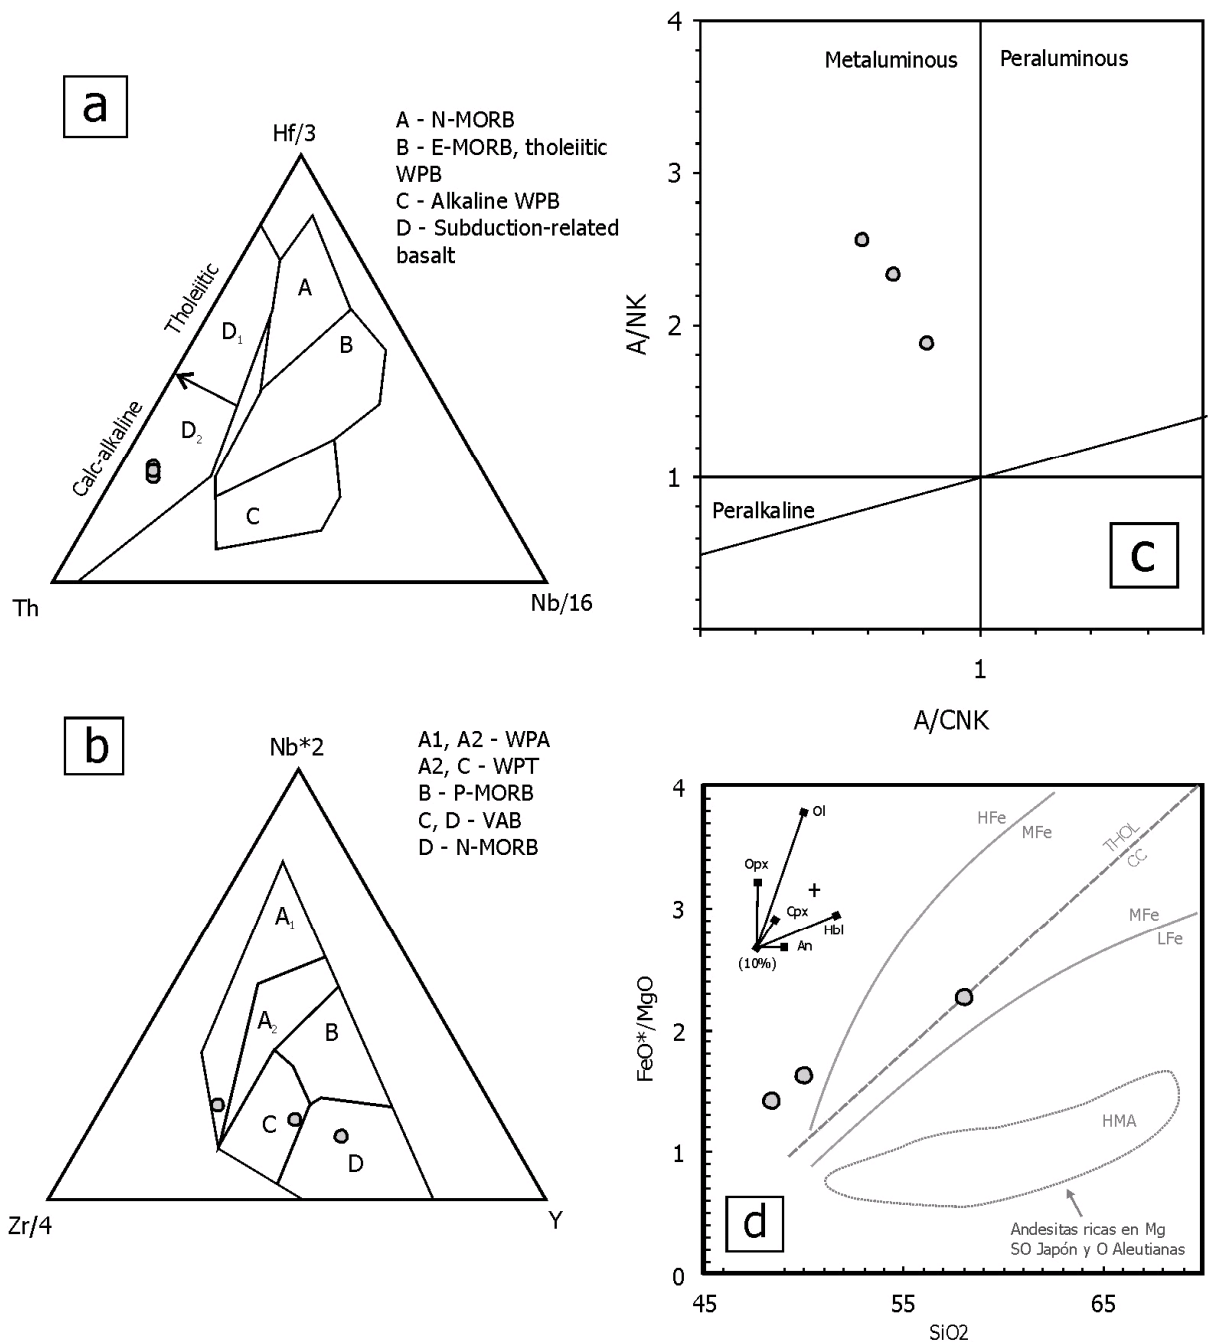 a
Hf/3
A - N-MORB
B - E-MORB, tholeiitic
WPB
C - Alkaline WPB
D - Subduction-related
basalt
Tholeiitic
Calc-alkaline
A
B
C
D1
D2
Th
Nb/16
b
Nb*2
A1, A2 - WPA
A2, C - WPT
B - P-MORB
C, D - VAB
D - N-MORB
A1
A2
B
C
D
Zr/4
Y
4
3
2
1
A/NK
Metaluminous
Peraluminous
Peralkaline
c
1
A/CNK
4
3
2
1
0
FeO*/MgO
Ol
Opx
Cpx
Hbl
An
(10%)
+
HFe
MFe
THOL
CC
MFe
LFe
HMA
Andesitas ricas en Mg
SO Japón y O Aleutianas
d
45
55
65
SiO2